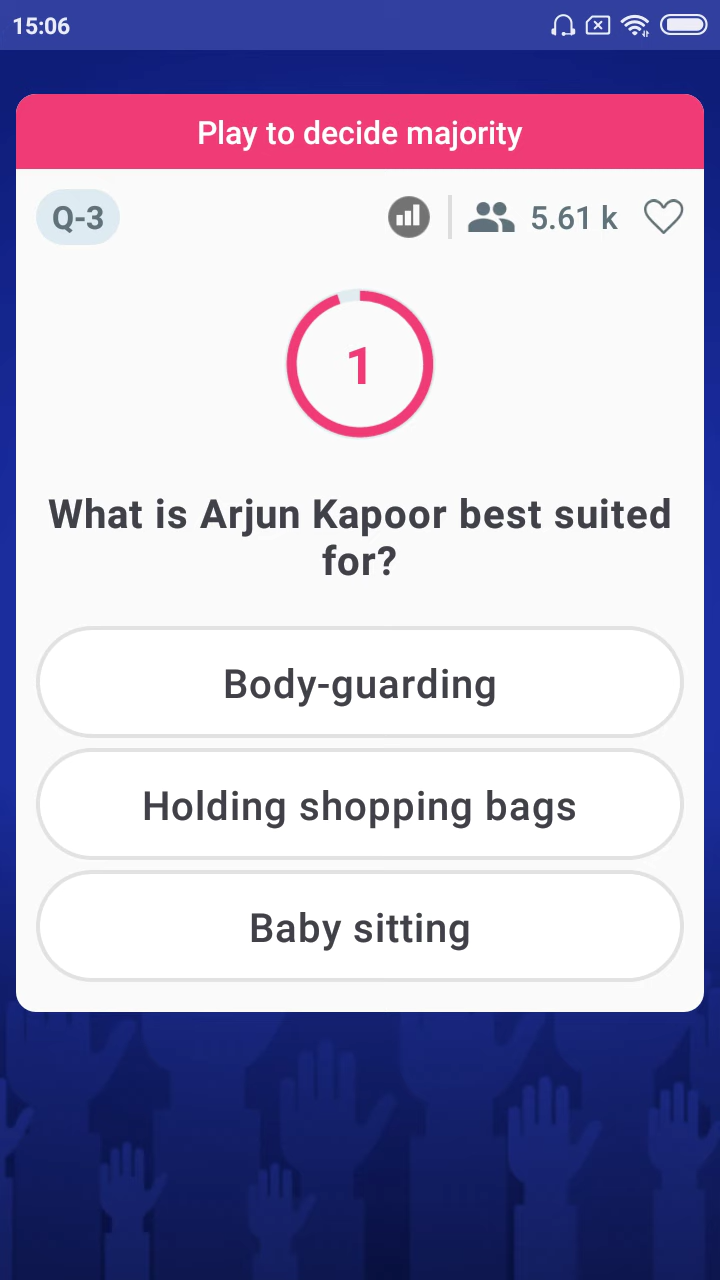 15:06
Play to decide majority
Q-3
5.61 k
1
What is Arjun Kapoor best suited
for?
Body-guarding
Holding shopping bags
Baby sitting